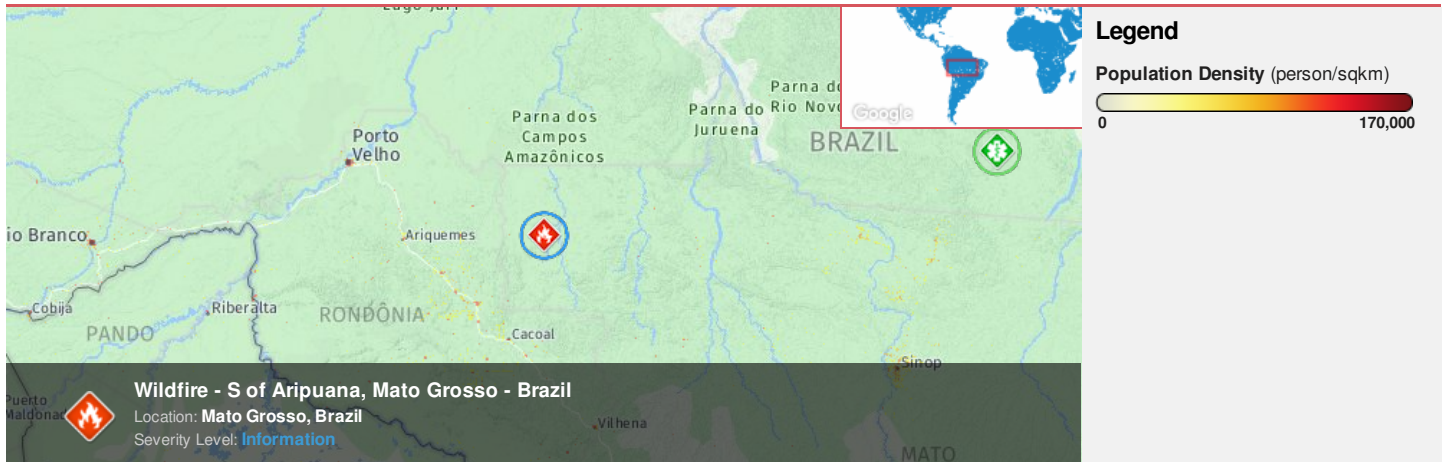 Lago Jari
Parna do
Rio Novo
Parna do
Juruena
Parna dos
Campos
Amazônicos
BRAZIL
Google
Porto
Velho
io Branco
Ariquemes
Cobija
Riberalta
RONDÔNIA
PANDO
Cacoal
Sinop
Puerto
Maldonad
Vilhena
MATO
Wildfire - S of Aripuana, Mato Grosso - Brazil
Location: Mato Grosso, Brazil
Severity Level: Information
Legend
Population Density (person/sqkm)
0
170,000